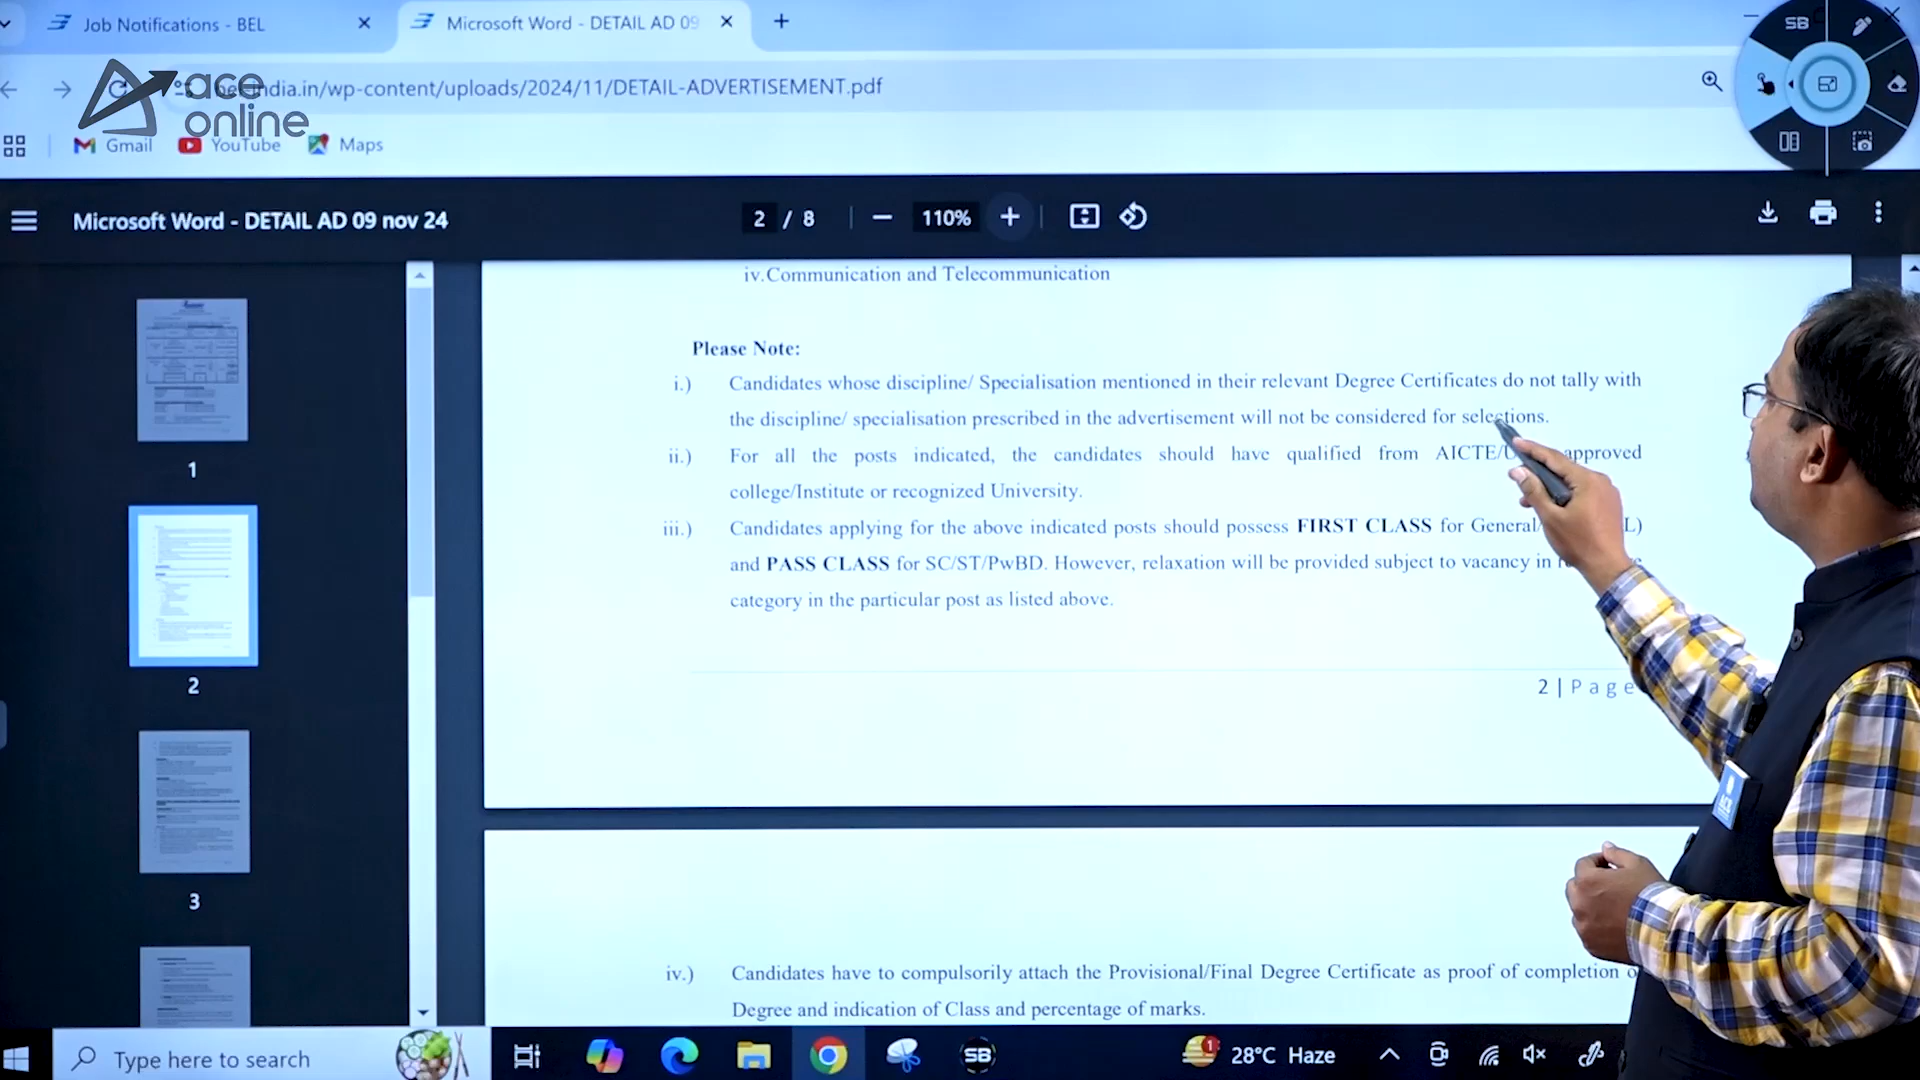 Job Notifications - BEL
Microsoft Word - DETAIL AD 09
SB
ace
online
india.in/wp-content/uploads/2024/11/DETAIL-ADVERTISEMENT.pdf
Gmail
YouTube
Maps
Microsoft Word - DETAIL AD 09 nov 24
2 / 8
110%
iv. Communication and Telecommunication
Please Note:
i.) Candidates whose discipline/ Specialisation mentioned in their relevant Degree Certificates do not tally with
the discipline/ specialisation prescribed in the advertisement will not be considered for selections.
ii.) For all the posts indicated, the candidates should have qualified from AICTE/ approved
college/Institute or recognized University.
iii.) Candidates applying for the above indicated posts should possess FIRST CLASS for General/ L)
and PASS CLASS for SC/ST/PwBD. However, relaxation will be provided subject to vacancy in
category in the particular post as listed above.
2 | Page
iv.) Candidates have to compulsorily attach the Provisional/Final Degree Certificate as proof of completion
Degree and indication of Class and percentage of marks.
1
2
3
ACE
Type here to search
SB
1
28°C Haze